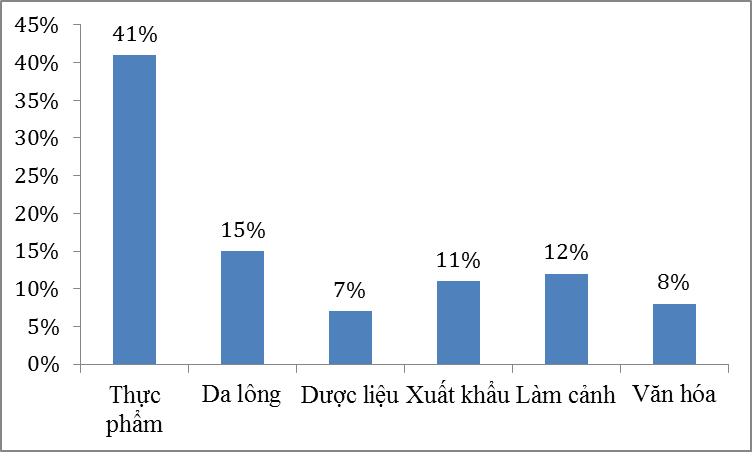 45%
40%
35%
30%
25%
20%
15%
10%
5%
0%
41%
15%
7%
11%
12%
8%
Thực
phẩm
Da lông
Dược liệu
Xuất khẩu
Làm cảnh
Văn hóa